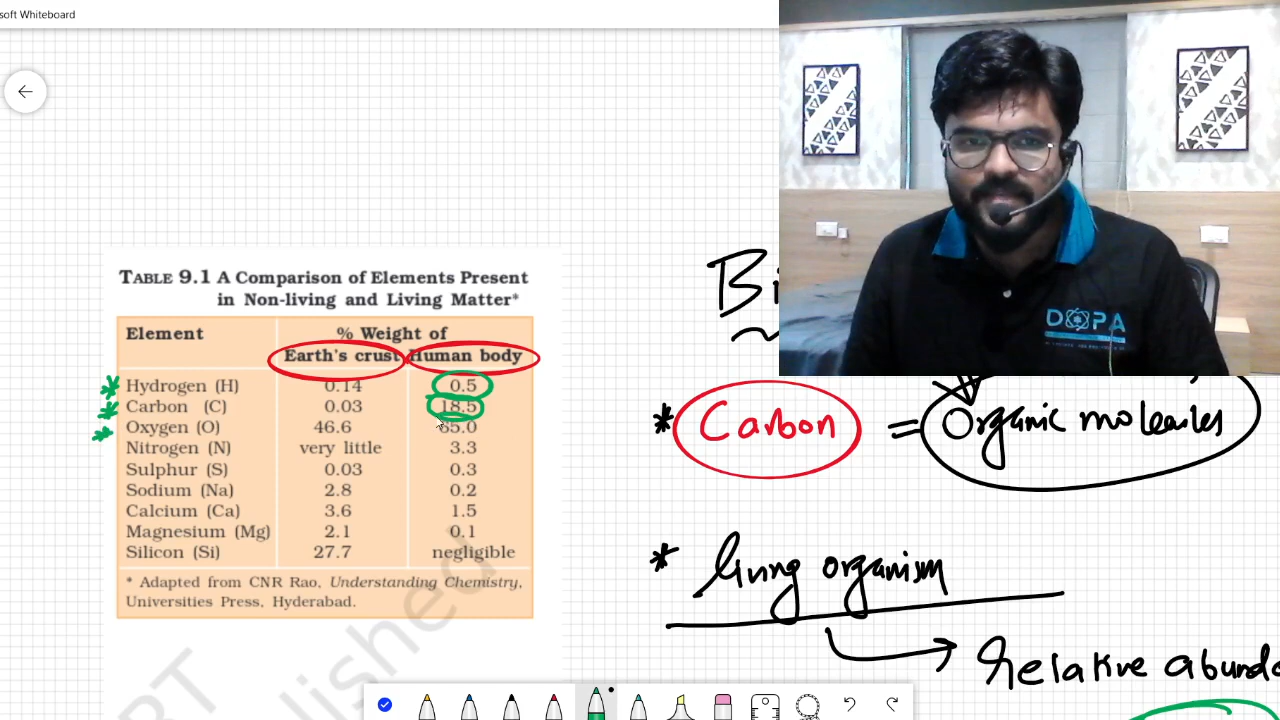 soft Whiteboard
TABLE 9.1 A Comparison of Elements Present
in Non-living and Living Matter*
Element % Weight of
Earth's crust Human body
Hydrogen (H) 0.14 0.5
Carbon (C) 0.03 18.5
Oxygen (O) 46.6 65.0
Nitrogen (N) very little 3.3
Sulphur (S) 0.03 0.3
Sodium (Na) 2.8 0.2
Calcium (Ca) 3.6 1.5
Magnesium (Mg) 2.1 0.1
Silicon (Si) 27.7 negligible
* Adapted from CNR Rao, Understanding Chemistry,
Universities Press, Hyderabad.
RT
lished
Bi
* Carbon = Organic molecules
* living organism
relative abunda
DOPA